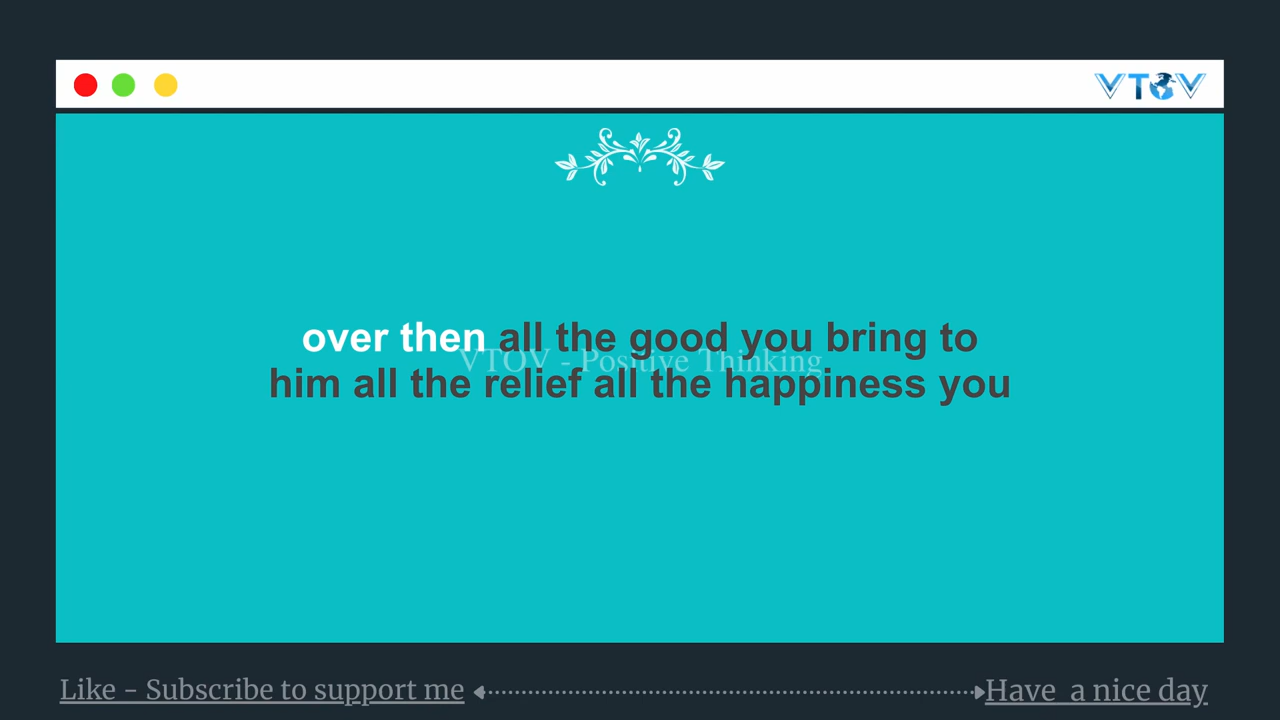 VTOV
over then all the good you bring to
VTOV - Positive Thinking
him all the relief all the happiness you
Like - Subscribe to support me
Have a nice day